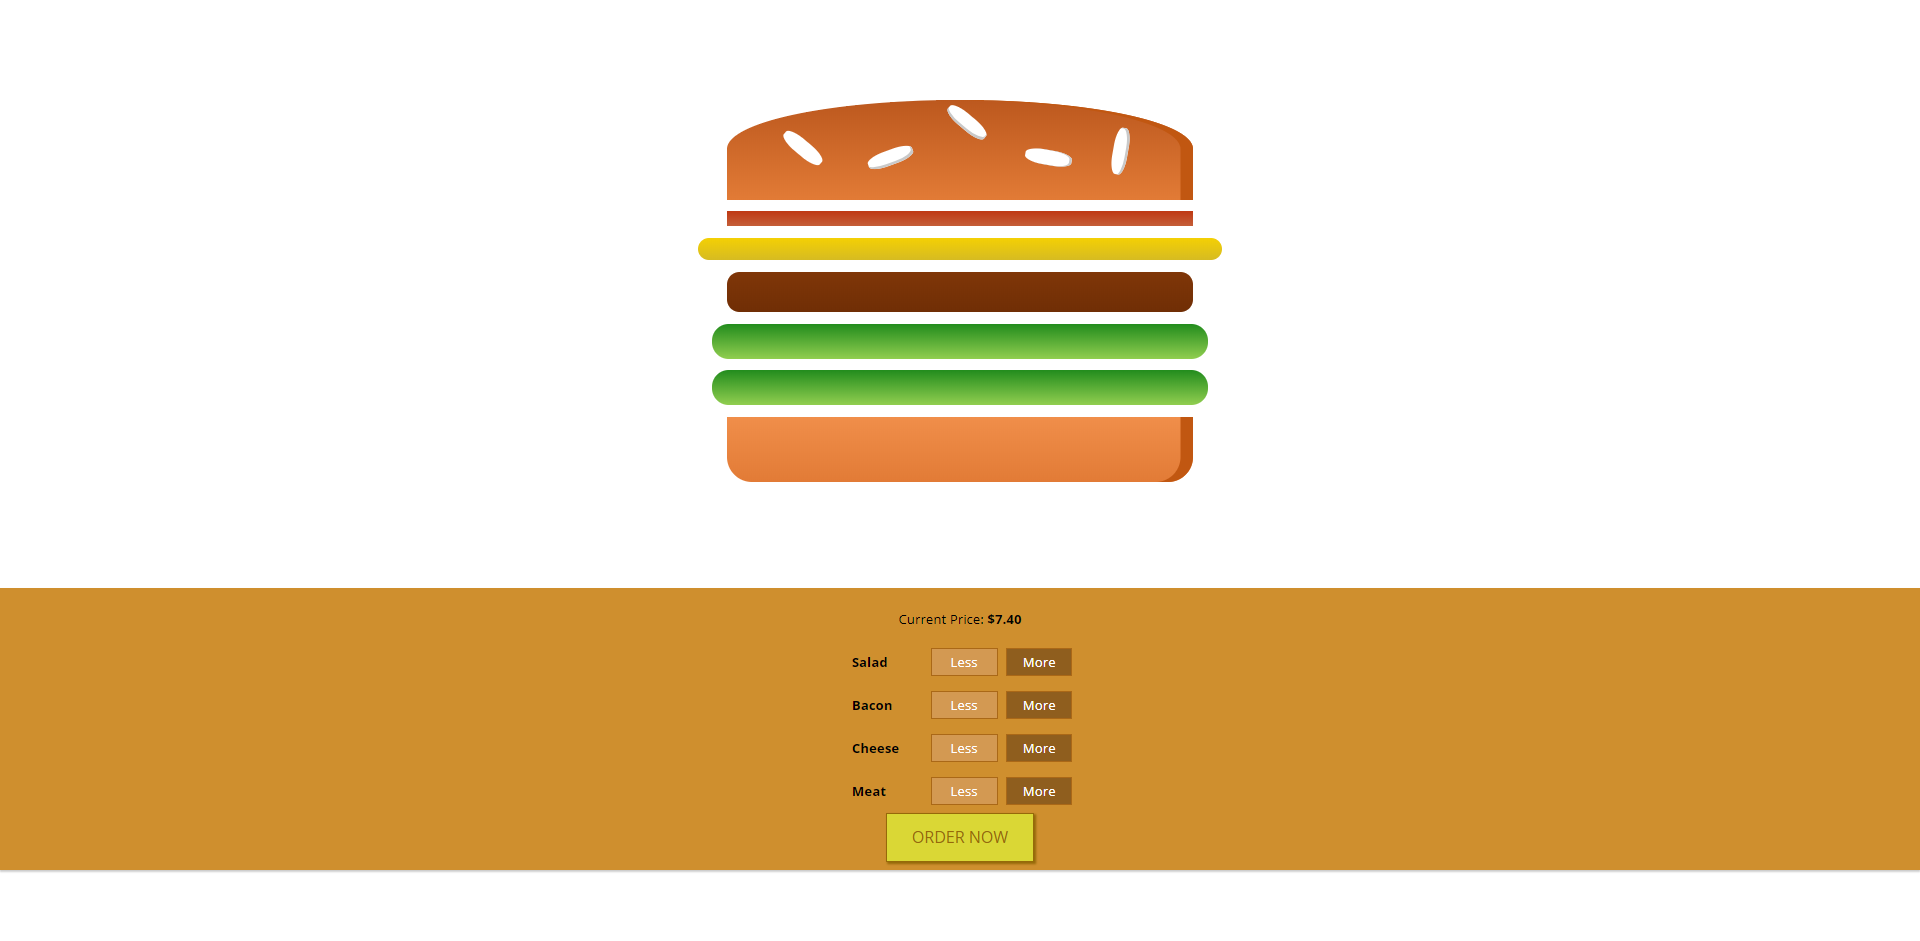 Current Price: $7.40
Salad Less More
Bacon Less More
Cheese Less More
Meat Less More
ORDER NOW